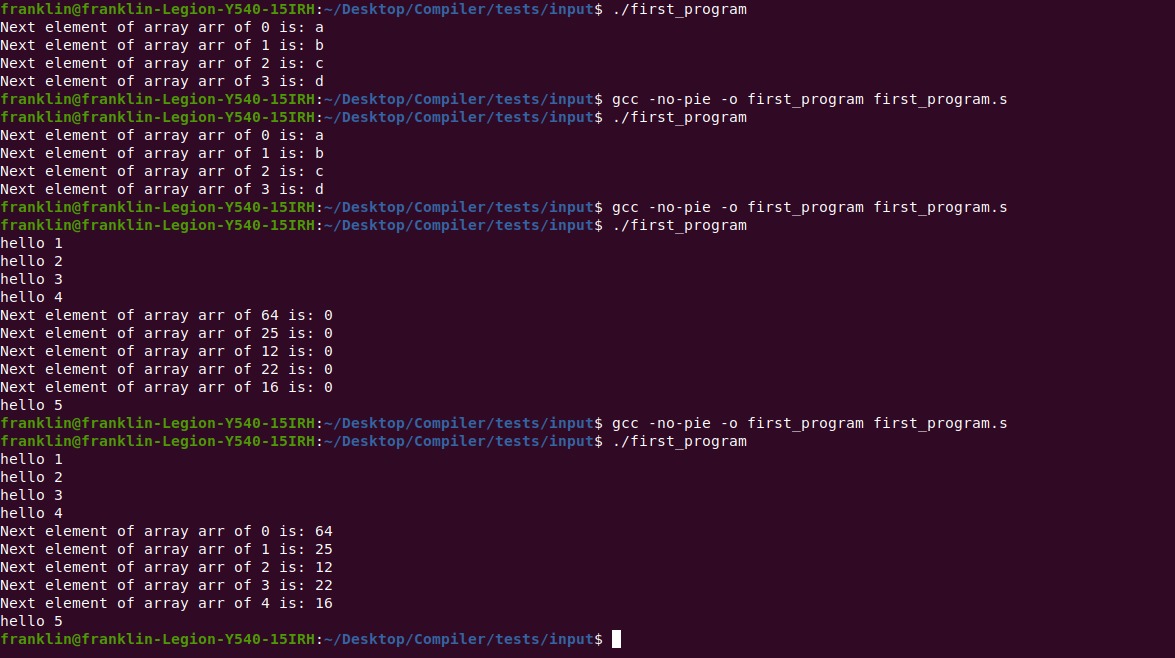 franklin@franklin-Legion-Y540-15IRH:~/Desktop/Compiler/tests/input$ ./first_program
Next element of array arr of 0 is: a
Next element of array arr of 1 is: b
Next element of array arr of 2 is: c
Next element of array arr of 3 is: d
franklin@franklin-Legion-Y540-15IRH:~/Desktop/Compiler/tests/input$ gcc -no-pie -o first_program first_program.s
franklin@franklin-Legion-Y540-15IRH:~/Desktop/Compiler/tests/input$ ./first_program
Next element of array arr of 0 is: a
Next element of array arr of 1 is: b
Next element of array arr of 2 is: c
Next element of array arr of 3 is: d
franklin@franklin-Legion-Y540-15IRH:~/Desktop/Compiler/tests/input$ gcc -no-pie -o first_program first_program.s
franklin@franklin-Legion-Y540-15IRH:~/Desktop/Compiler/tests/input$ ./first_program
hello 1
hello 2
hello 3
hello 4
Next element of array arr of 64 is: 0
Next element of array arr of 25 is: 0
Next element of array arr of 12 is: 0
Next element of array arr of 22 is: 0
Next element of array arr of 16 is: 0
hello 5
franklin@franklin-Legion-Y540-15IRH:~/Desktop/Compiler/tests/input$ gcc -no-pie -o first_program first_program.s
franklin@franklin-Legion-Y540-15IRH:~/Desktop/Compiler/tests/input$ ./first_program
hello 1
hello 2
hello 3
hello 4
Next element of array arr of 0 is: 64
Next element of array arr of 1 is: 25
Next element of array arr of 2 is: 12
Next element of array arr of 3 is: 22
Next element of array arr of 4 is: 16
hello 5
franklin@franklin-Legion-Y540-15IRH:~/Desktop/Compiler/tests/input$